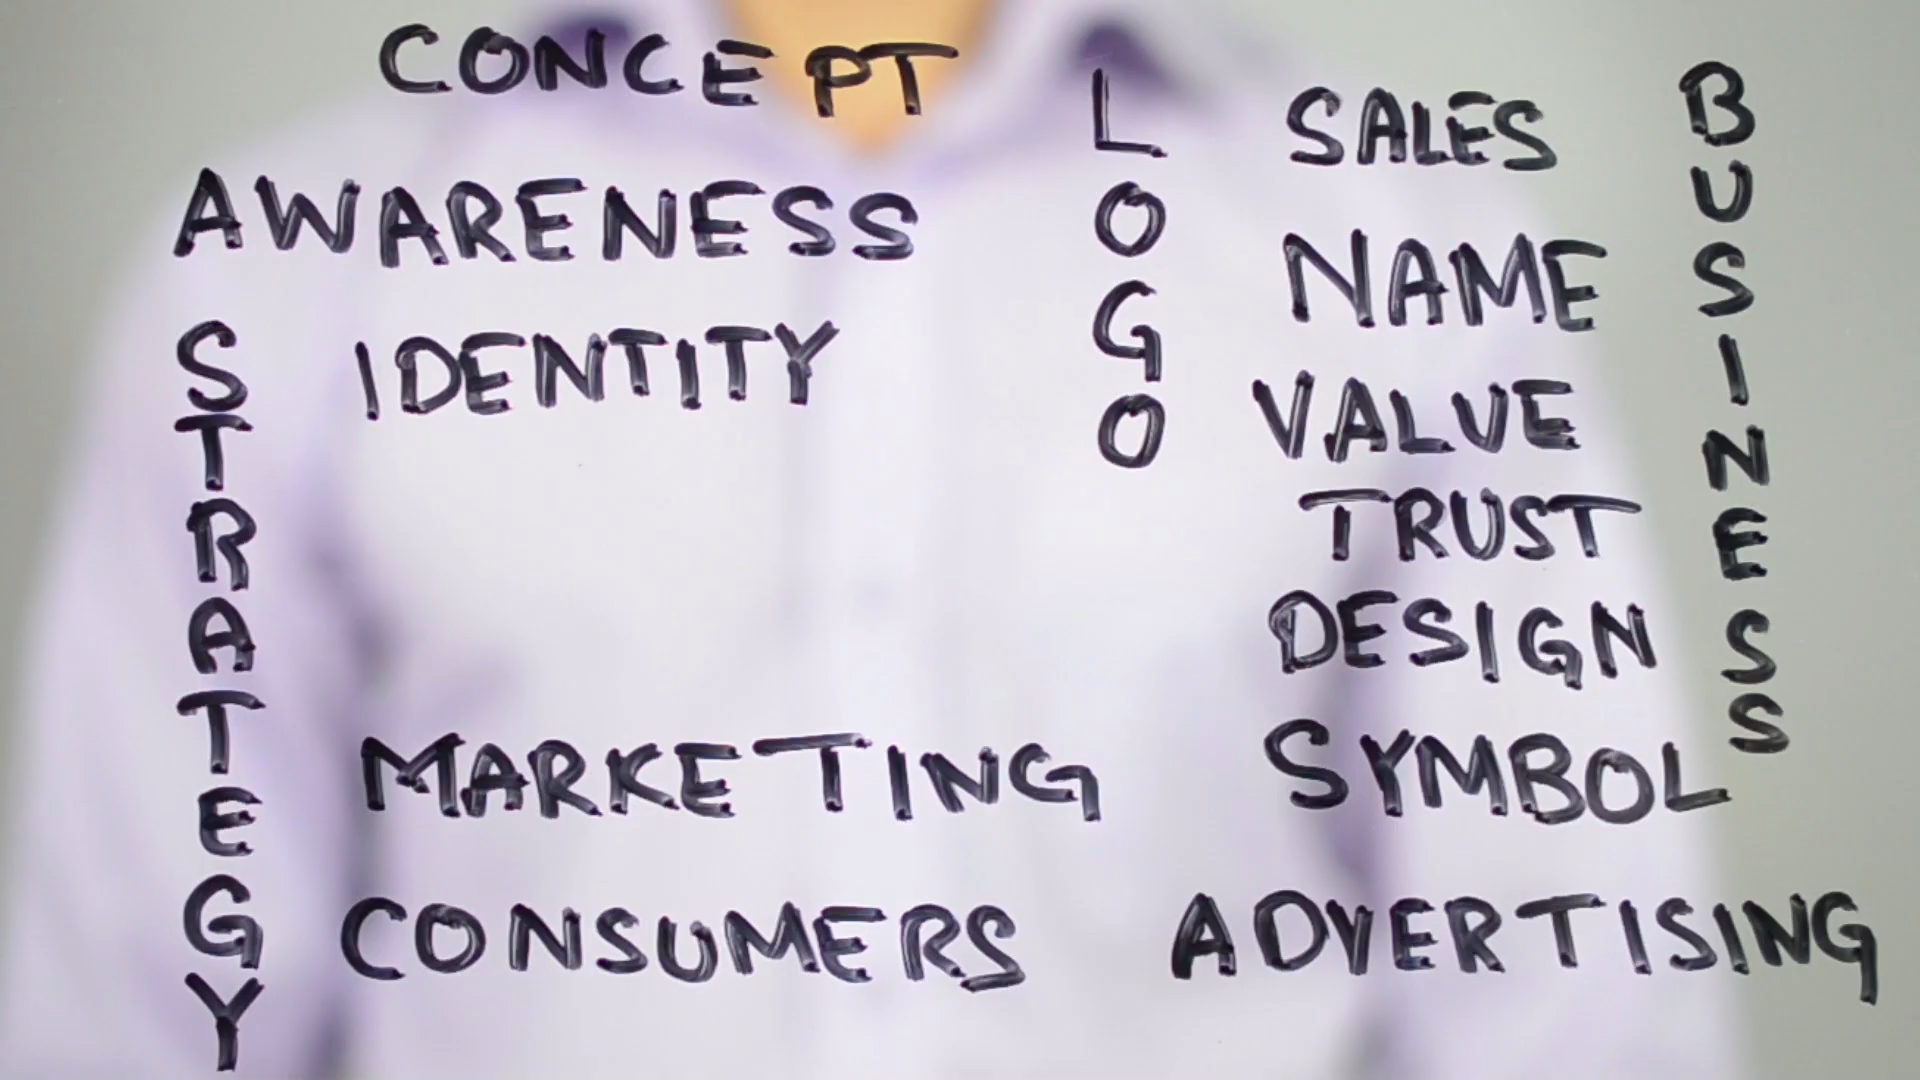 CONCEPT
AWARENESS
STRATEGY
IDENTITY
MARKETING
CONSUMERS
LOGO
SALES
NAME
VALUE
TRUST
DESIGN
SYMBOL
ADVERTISING
BUSINESS